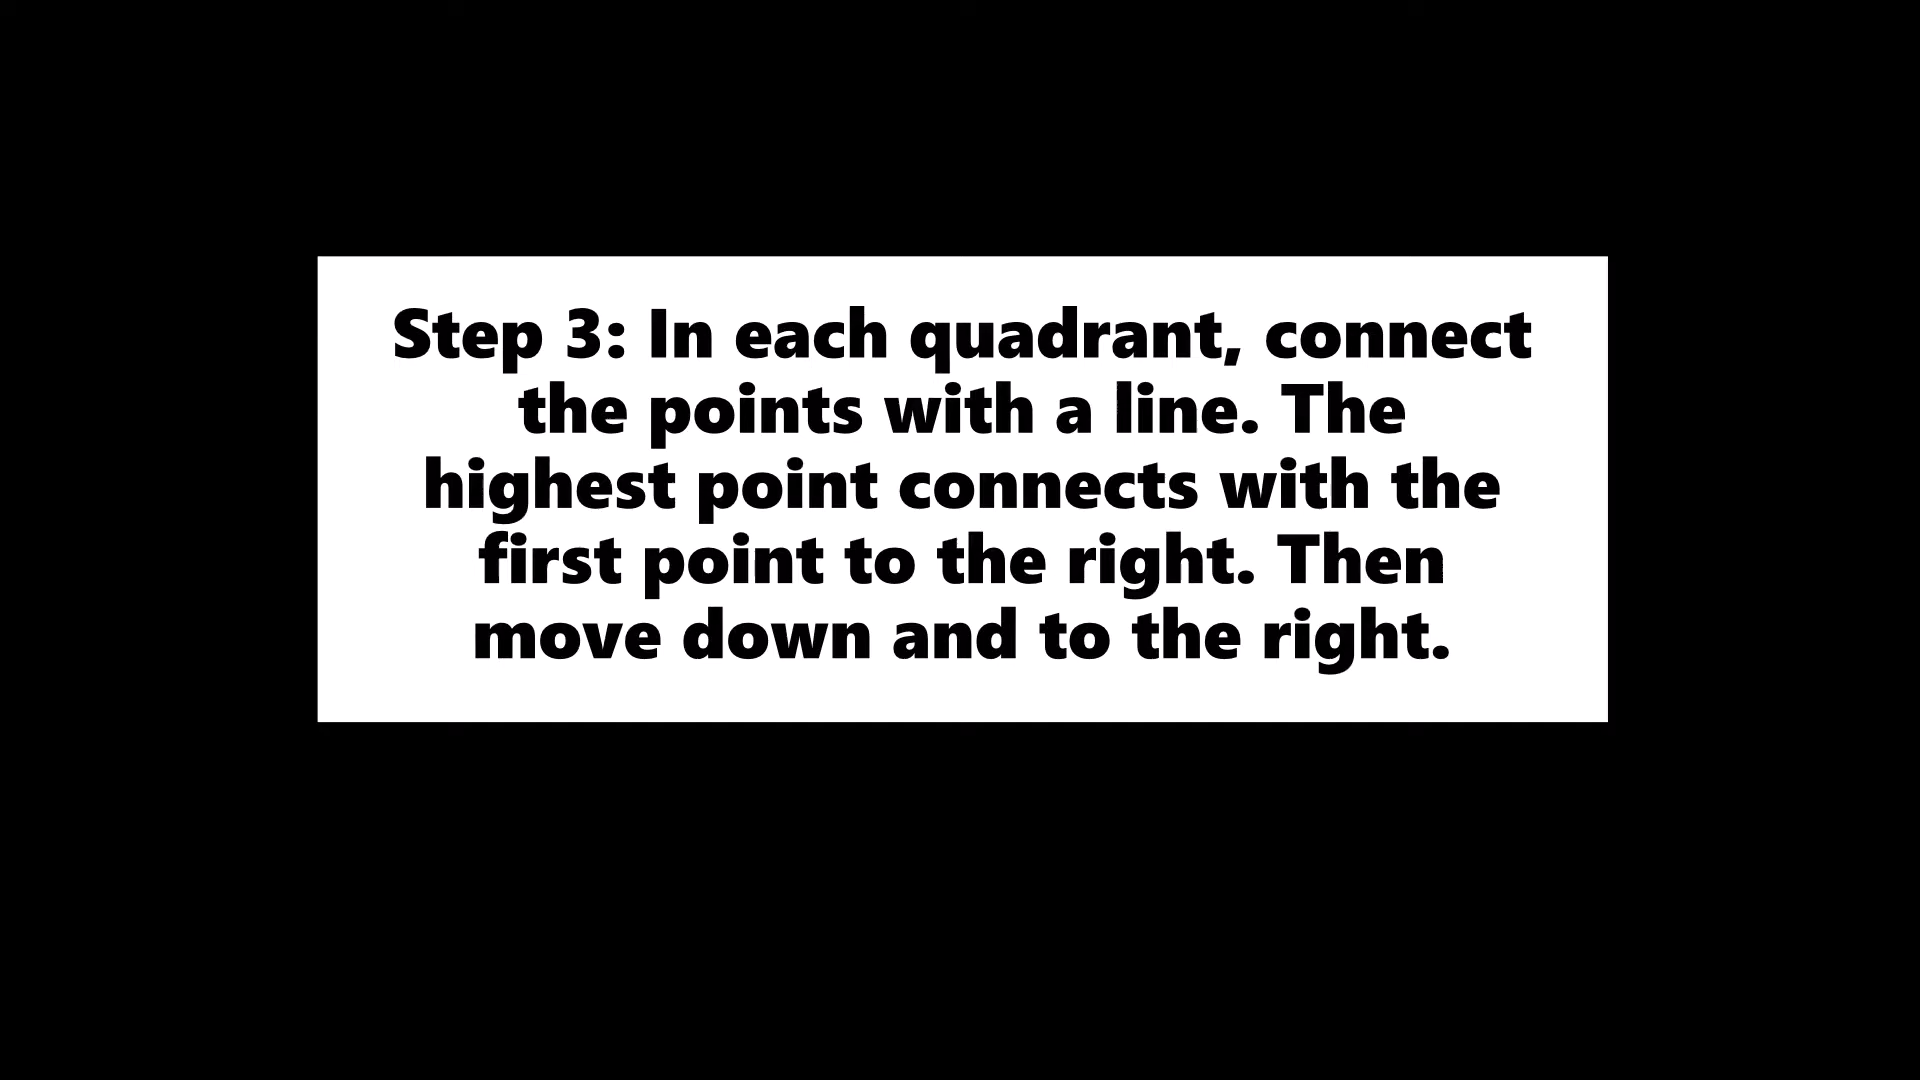 Step 3: In each quadrant, connect
the points with a line. The
highest point connects with the
first point to the right. Then
move down and to the right.